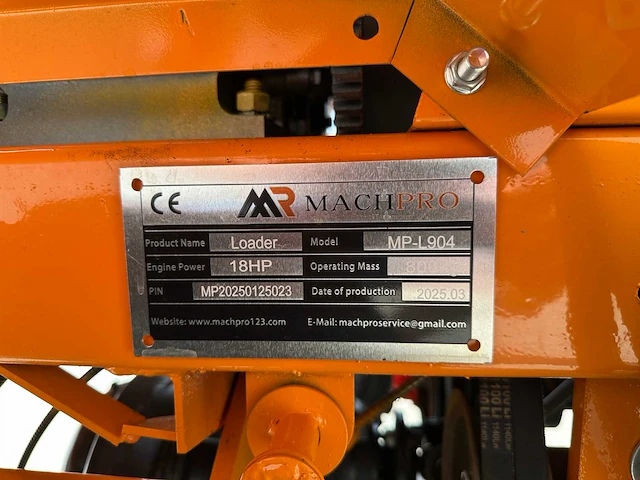 CE MR MACHPRO
Product Name Loader Model MP-L904
Engine Power 18HP Operating Mass
PIN MP20250125023 Date of production 2025.03
Website: www.machpro123.com E-Mail: machproservice@gmail.com